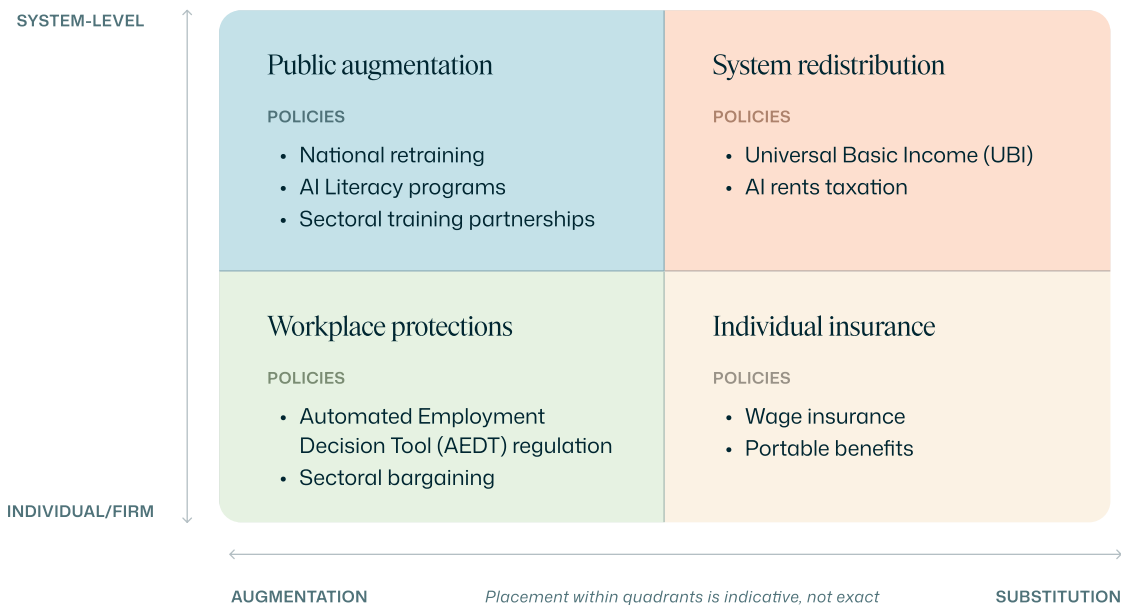 SYSTEM-LEVEL
Public augmentation
POLICIES
• National retraining
• AI Literacy programs
• Sectoral training partnerships
System redistribution
POLICIES
• Universal Basic Income (UBI)
• AI rents taxation
Workplace protections
POLICIES
• Automated Employment
Decision Tool (AEDT) regulation
• Sectoral bargaining
Individual insurance
POLICIES
• Wage insurance
• Portable benefits
INDIVIDUAL/FIRM
AUGMENTATION
Placement within quadrants is indicative, not exact
SUBSTITUTION